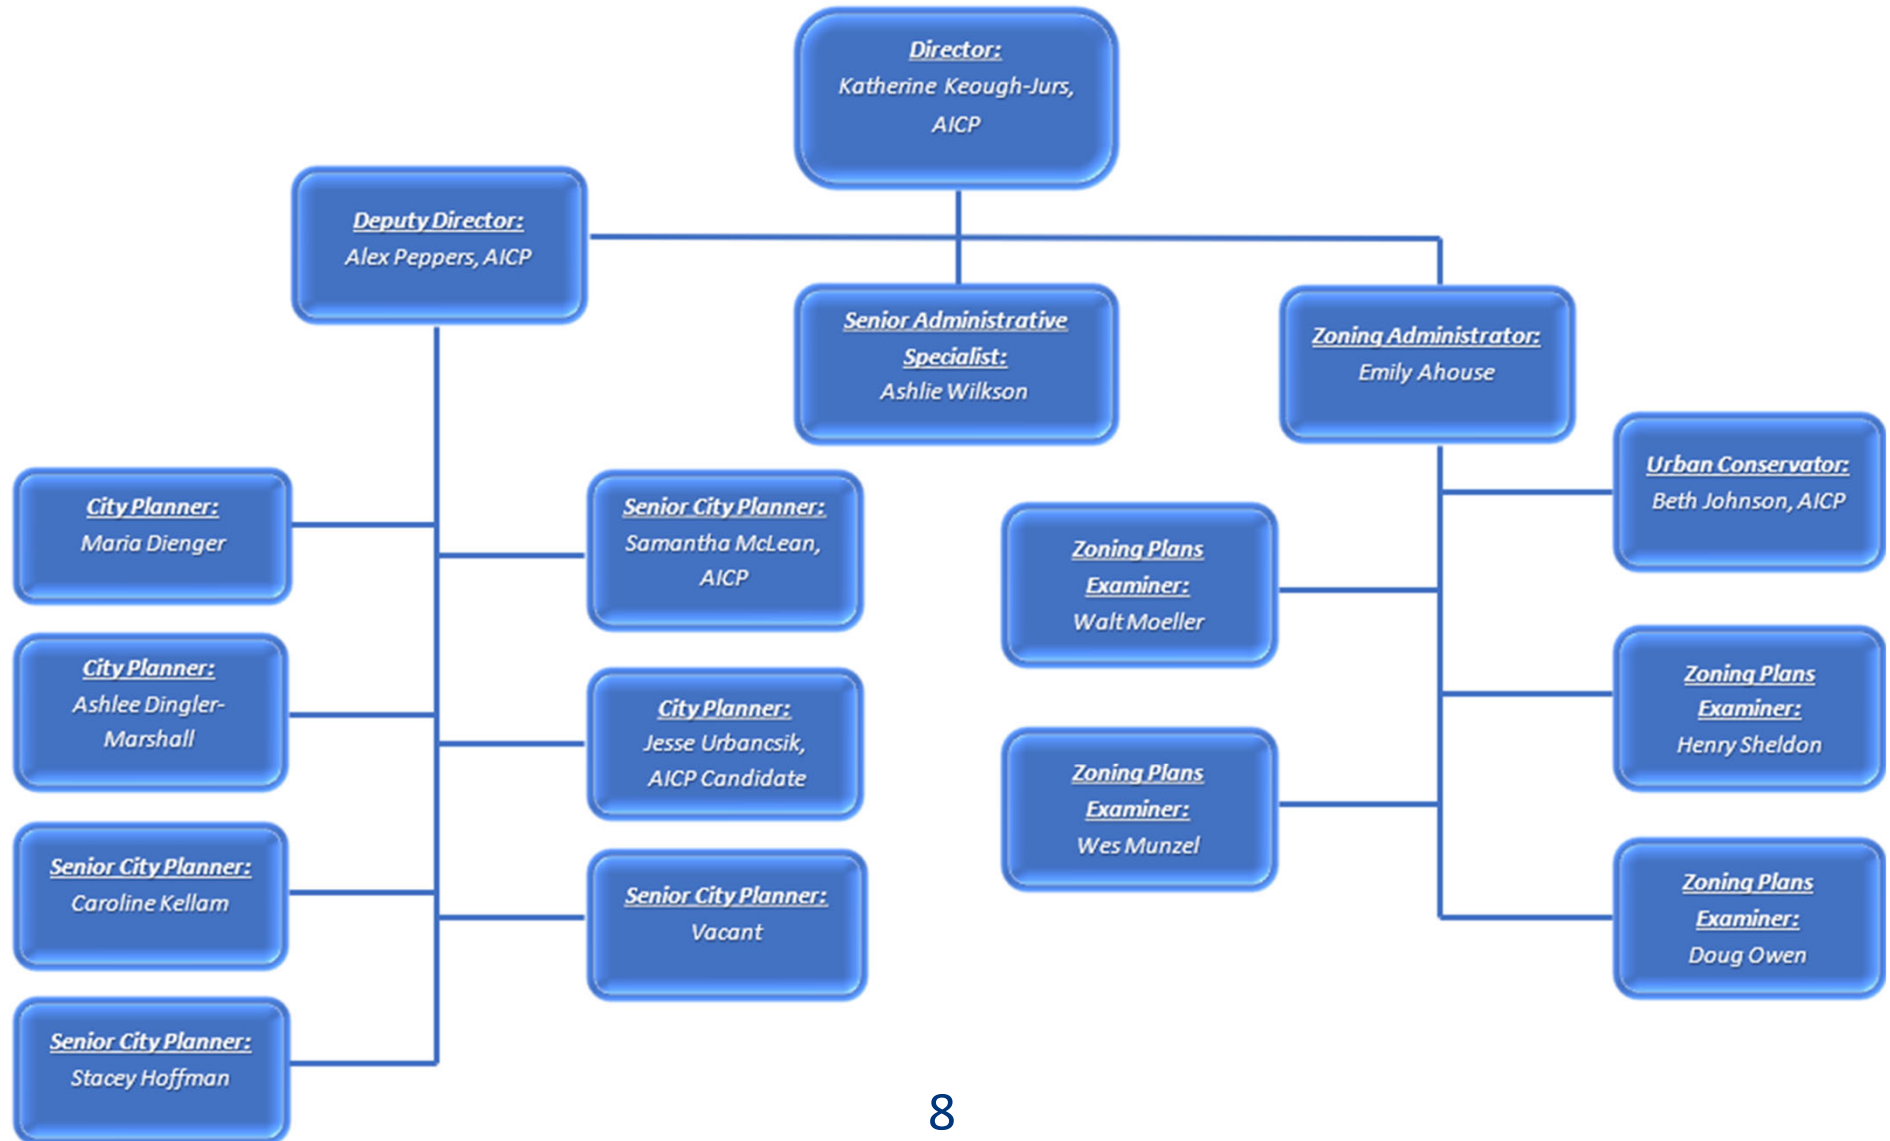 Director:
Katherine Keough-Jurs,
AICP
Deputy Director:
Alex Peppers, AICP
Senior Administrative
Specialist:
Ashlie Wilkson
Zoning Administrator:
Emily Ahouse
City Planner:
Maria Dienger
City Planner:
Ashlee Dingler-
Marshall
Senior City Planner:
Caroline Kellam
Senior City Planner:
Stacey Hoffman
Senior City Planner:
Samantha McLean,
AICP
City Planner:
Jesse Urbancsik,
AICP Candidate
Senior City Planner:
Vacant
Zoning Plans
Examiner:
Walt Moeller
Zoning Plans
Examiner:
Wes Munzel
Urban Conservator:
Beth Johnson, AICP
Zoning Plans
Examiner:
Henry Sheldon
Zoning Plans
Examiner:
Doug Owen
8